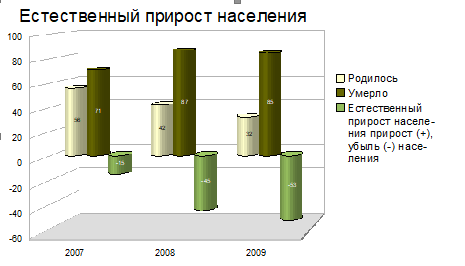 Естественный прирост населения
100
80
60
40
20
0
-20
-40
-60
56
71
-15
42
87
-45
32
85
-53
2007
2008
2009
Родилось
Умерло
Естественный
прирост населе-
ния прирост (+),
убыль (-) насе-
ления